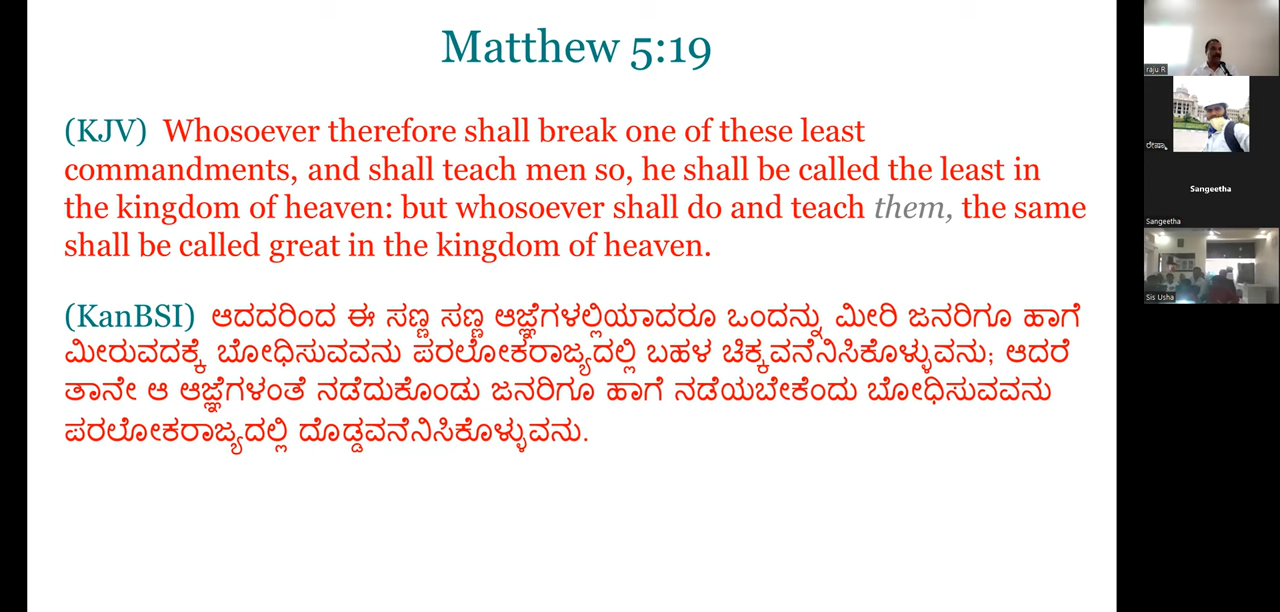 Matthew 5:19
(KJV) Whosoever therefore shall break one of these least
commandments, and shall teach men so, he shall be called the least in
the kingdom of heaven: but whosoever shall do and teach them, the same
shall be called great in the kingdom of heaven.
(KanBSI) ಆದದರಿಂದ ಈ ಸಣ್ಣ ಸಣ್ಣ ಆಜ್ಞೆಗಳಲ್ಲಿಯಾದರೂ ಒಂದನ್ನು ಮೀರಿ ಜನರಿಗೂ ಹಾಗೆ
ಮೀರುವದಕ್ಕೆ ಬೋಧಿಸುವವನು ಪರಲೋಕರಾಜ್ಯದಲ್ಲಿ ಬಹಳ ಚಿಕ್ಕವನೆನಿಸಿಕೊಳ್ಳುವನು; ಆದರೆ
ತಾನೇ ಆ ಆಜ್ಞೆಗಳಂತೆ ನಡೆದುಕೊಂಡು ಜನರಿಗೂ ಹಾಗೆ ನಡೆಯಬೇಕೆಂದು ಬೋಧಿಸುವವನು
ಪರಲೋಕರಾಜ್ಯದಲ್ಲಿ ದೊಡ್ಡವನೆನಿಸಿಕೊಳ್ಳುವನು.
raju R
Sangeetha
Sangeetha
Sis Usha